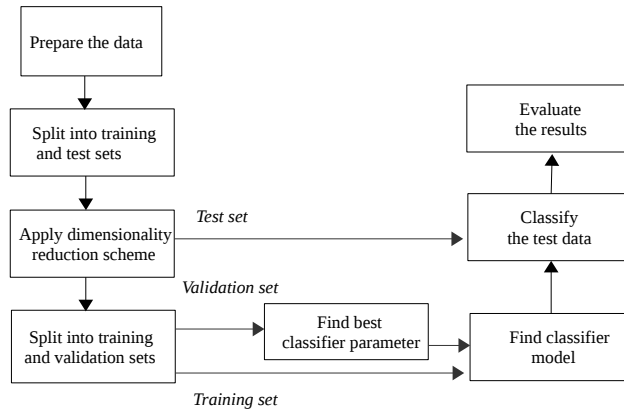 Prepare the data
Split into training
and test sets
Apply dimensionality
reduction scheme
Split into training
and validation sets
Test set
Validation set
Training set
Find best
classifier parameter
Find classifier
model
Classify
the test data
Evaluate
the results